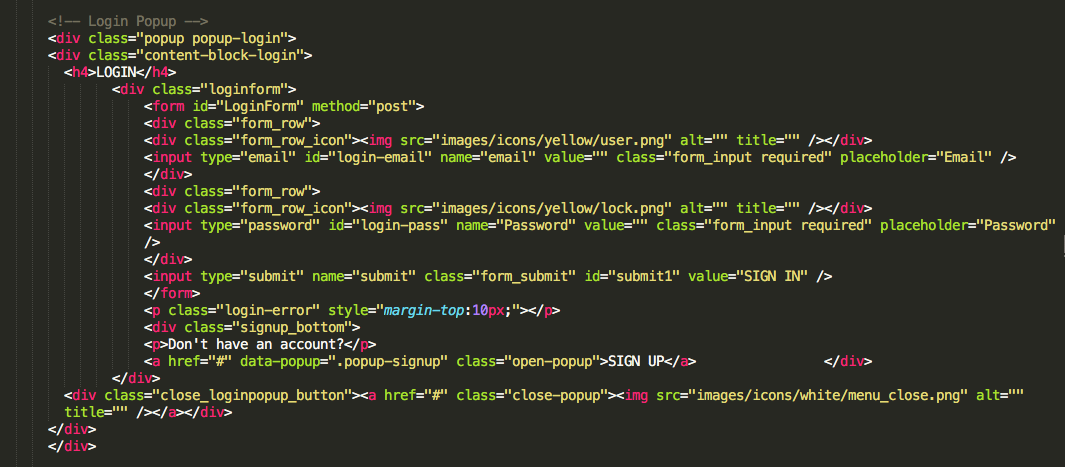 <!-- Login Popup -->
<div class="popup popup-login">
<div class="content-block-login">
<h4>LOGIN</h4>
<div class="loginform">
<form id="LoginForm" method="post">
<div class="form_row">
<div class="form_row_icon"><img src="images/icons/yellow/user.png" alt="" title="" /></div>
<input type="email" id="login-email" name="email" value="" class="form_input required" placeholder="Email" />
</div>
<div class="form_row">
<div class="form_row_icon"><img src="images/icons/yellow/lock.png" alt="" title="" /></div>
<input type="password" id="login-pass" name="Password" value="" class="form_input required" placeholder="Password"
/>
</div>
<input type="submit" name="submit" class="form_submit" id="submit1" value="SIGN IN" />
</form>
<p class="login-error" style="margin-top:10px;"></p>
<div class="signup_bottom">
<p>Don't have an account?</p>
<a href="#" data-popup=".popup-signup" class="open-popup">SIGN UP</a> </div>
</div>
<div class="close_loginpopup_button"><a href="#" class="close-popup"><img src="images/icons/white/menu_close.png" alt=""
title="" /></a></div>
</div>
</div>